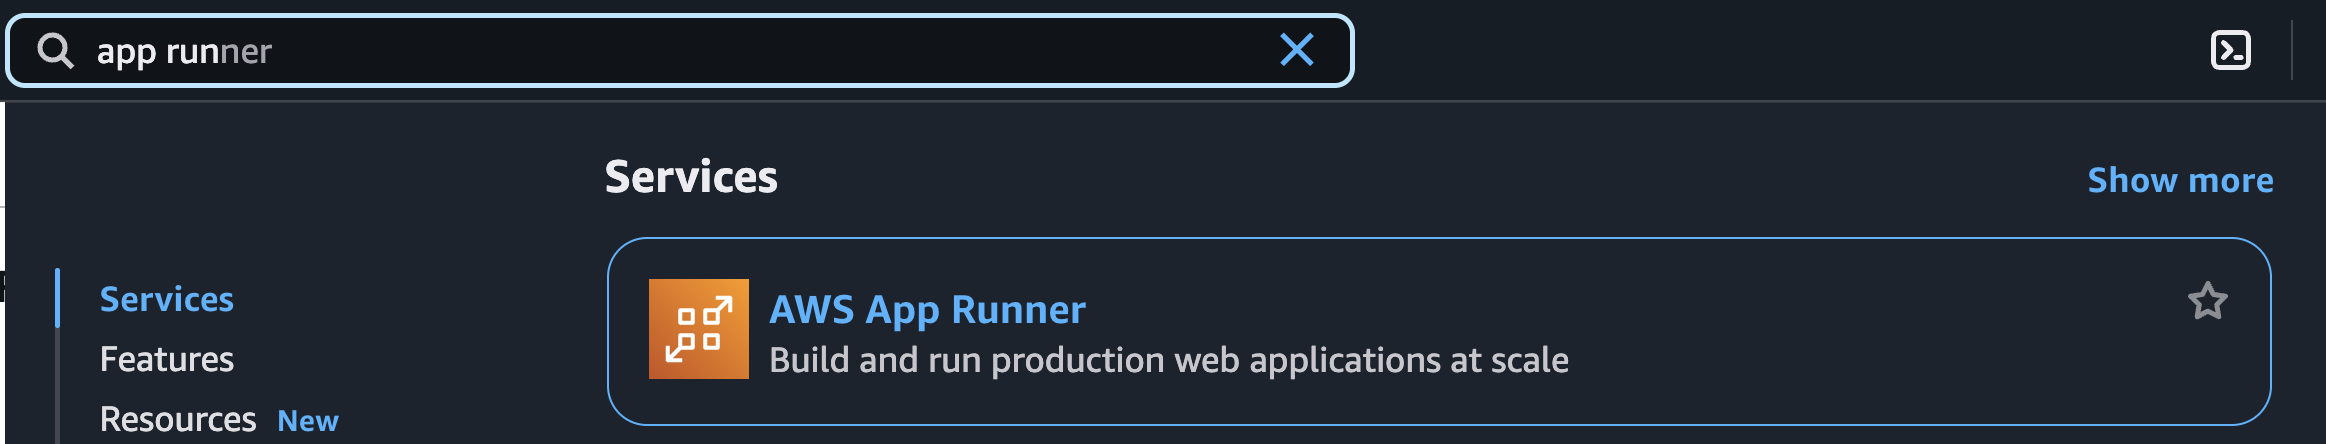 app runner
Services
Show more
AWS App Runner
Build and run production web applications at scale
Services
Features
Resources New